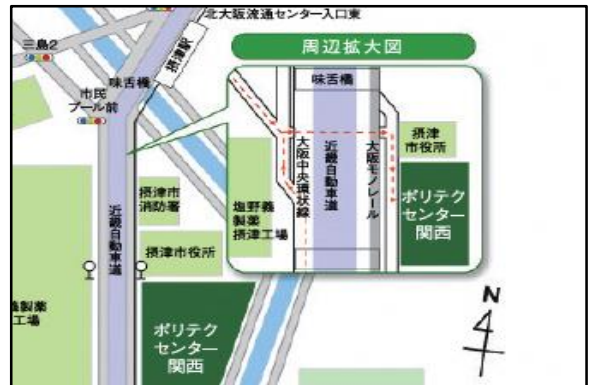 北大阪流通センター入口東
三島2
摂津駅
周辺拡大図
味舌橋
市民
プール前
味舌橋
大阪中央環状線
近畿自動車道
大阪モノレール
摂津
市役所
塩野義
製薬
摂津工場
ポリテク
センター
関西
近畿自動車道
摂津市
消防署
摂津市役所
義製薬
工場
ポリテク
センター
関西
N